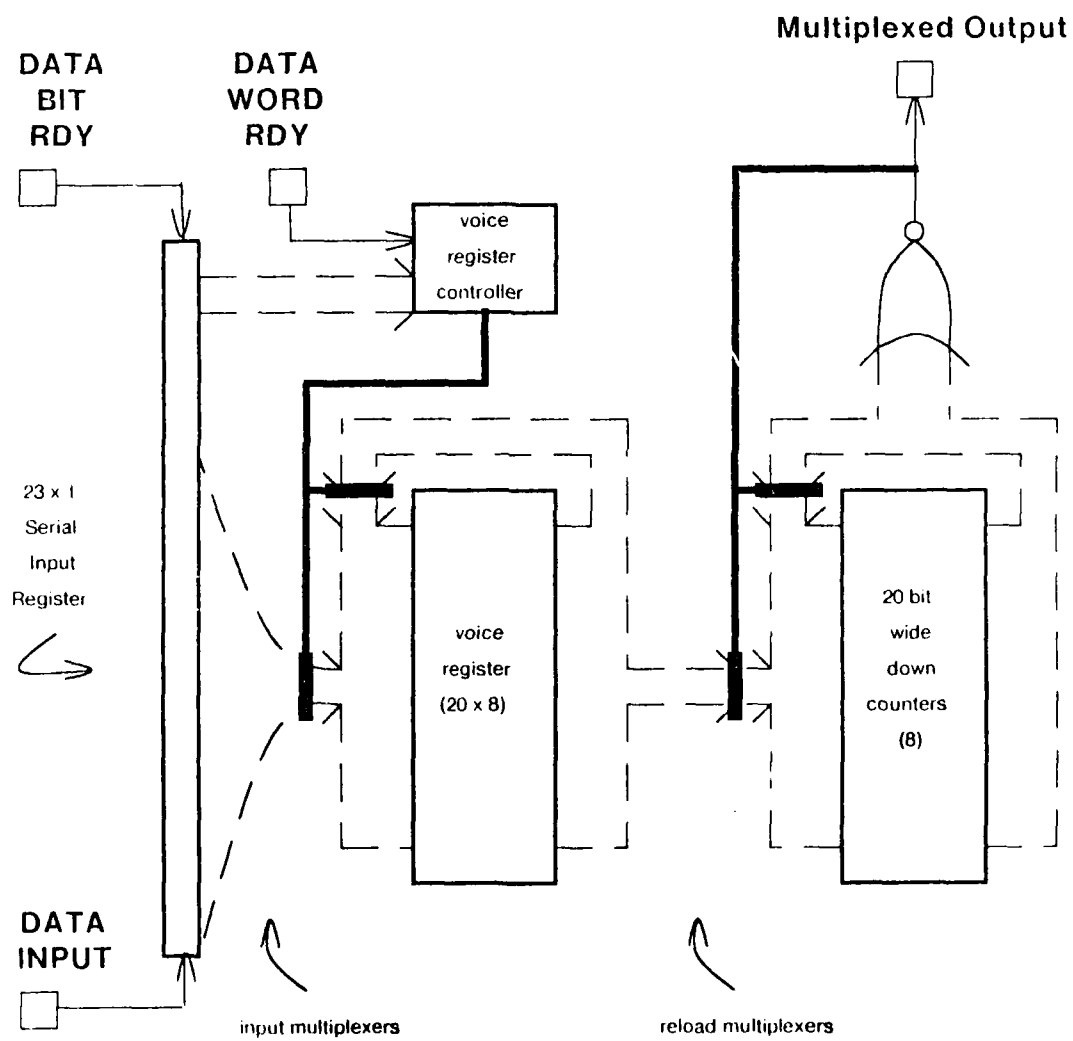 Multiplexed Output
DATA
BIT
RDY
DATA
WORD
RDY
voice
register
controller
23 x 1
Serial
Input
Register
voice
register
(20 x 8)
20 bit
wide
down
counters
(8)
DATA
INPUT
input multiplexers
reload multiplexers